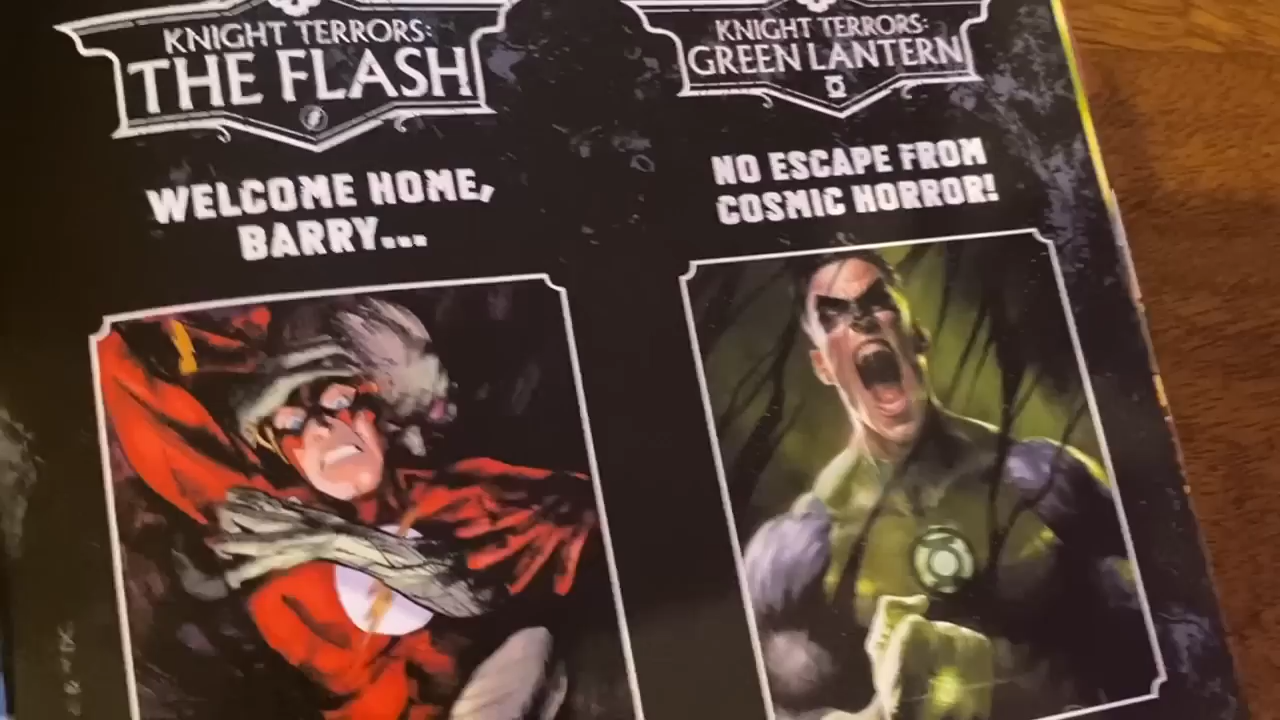 KNIGHT TERRORS:
THE FLASH
WELCOME HOME,
BARRY...
KNIGHT TERRORS:
GREEN LANTERN
NO ESCAPE FROM
COSMIC HORROR!